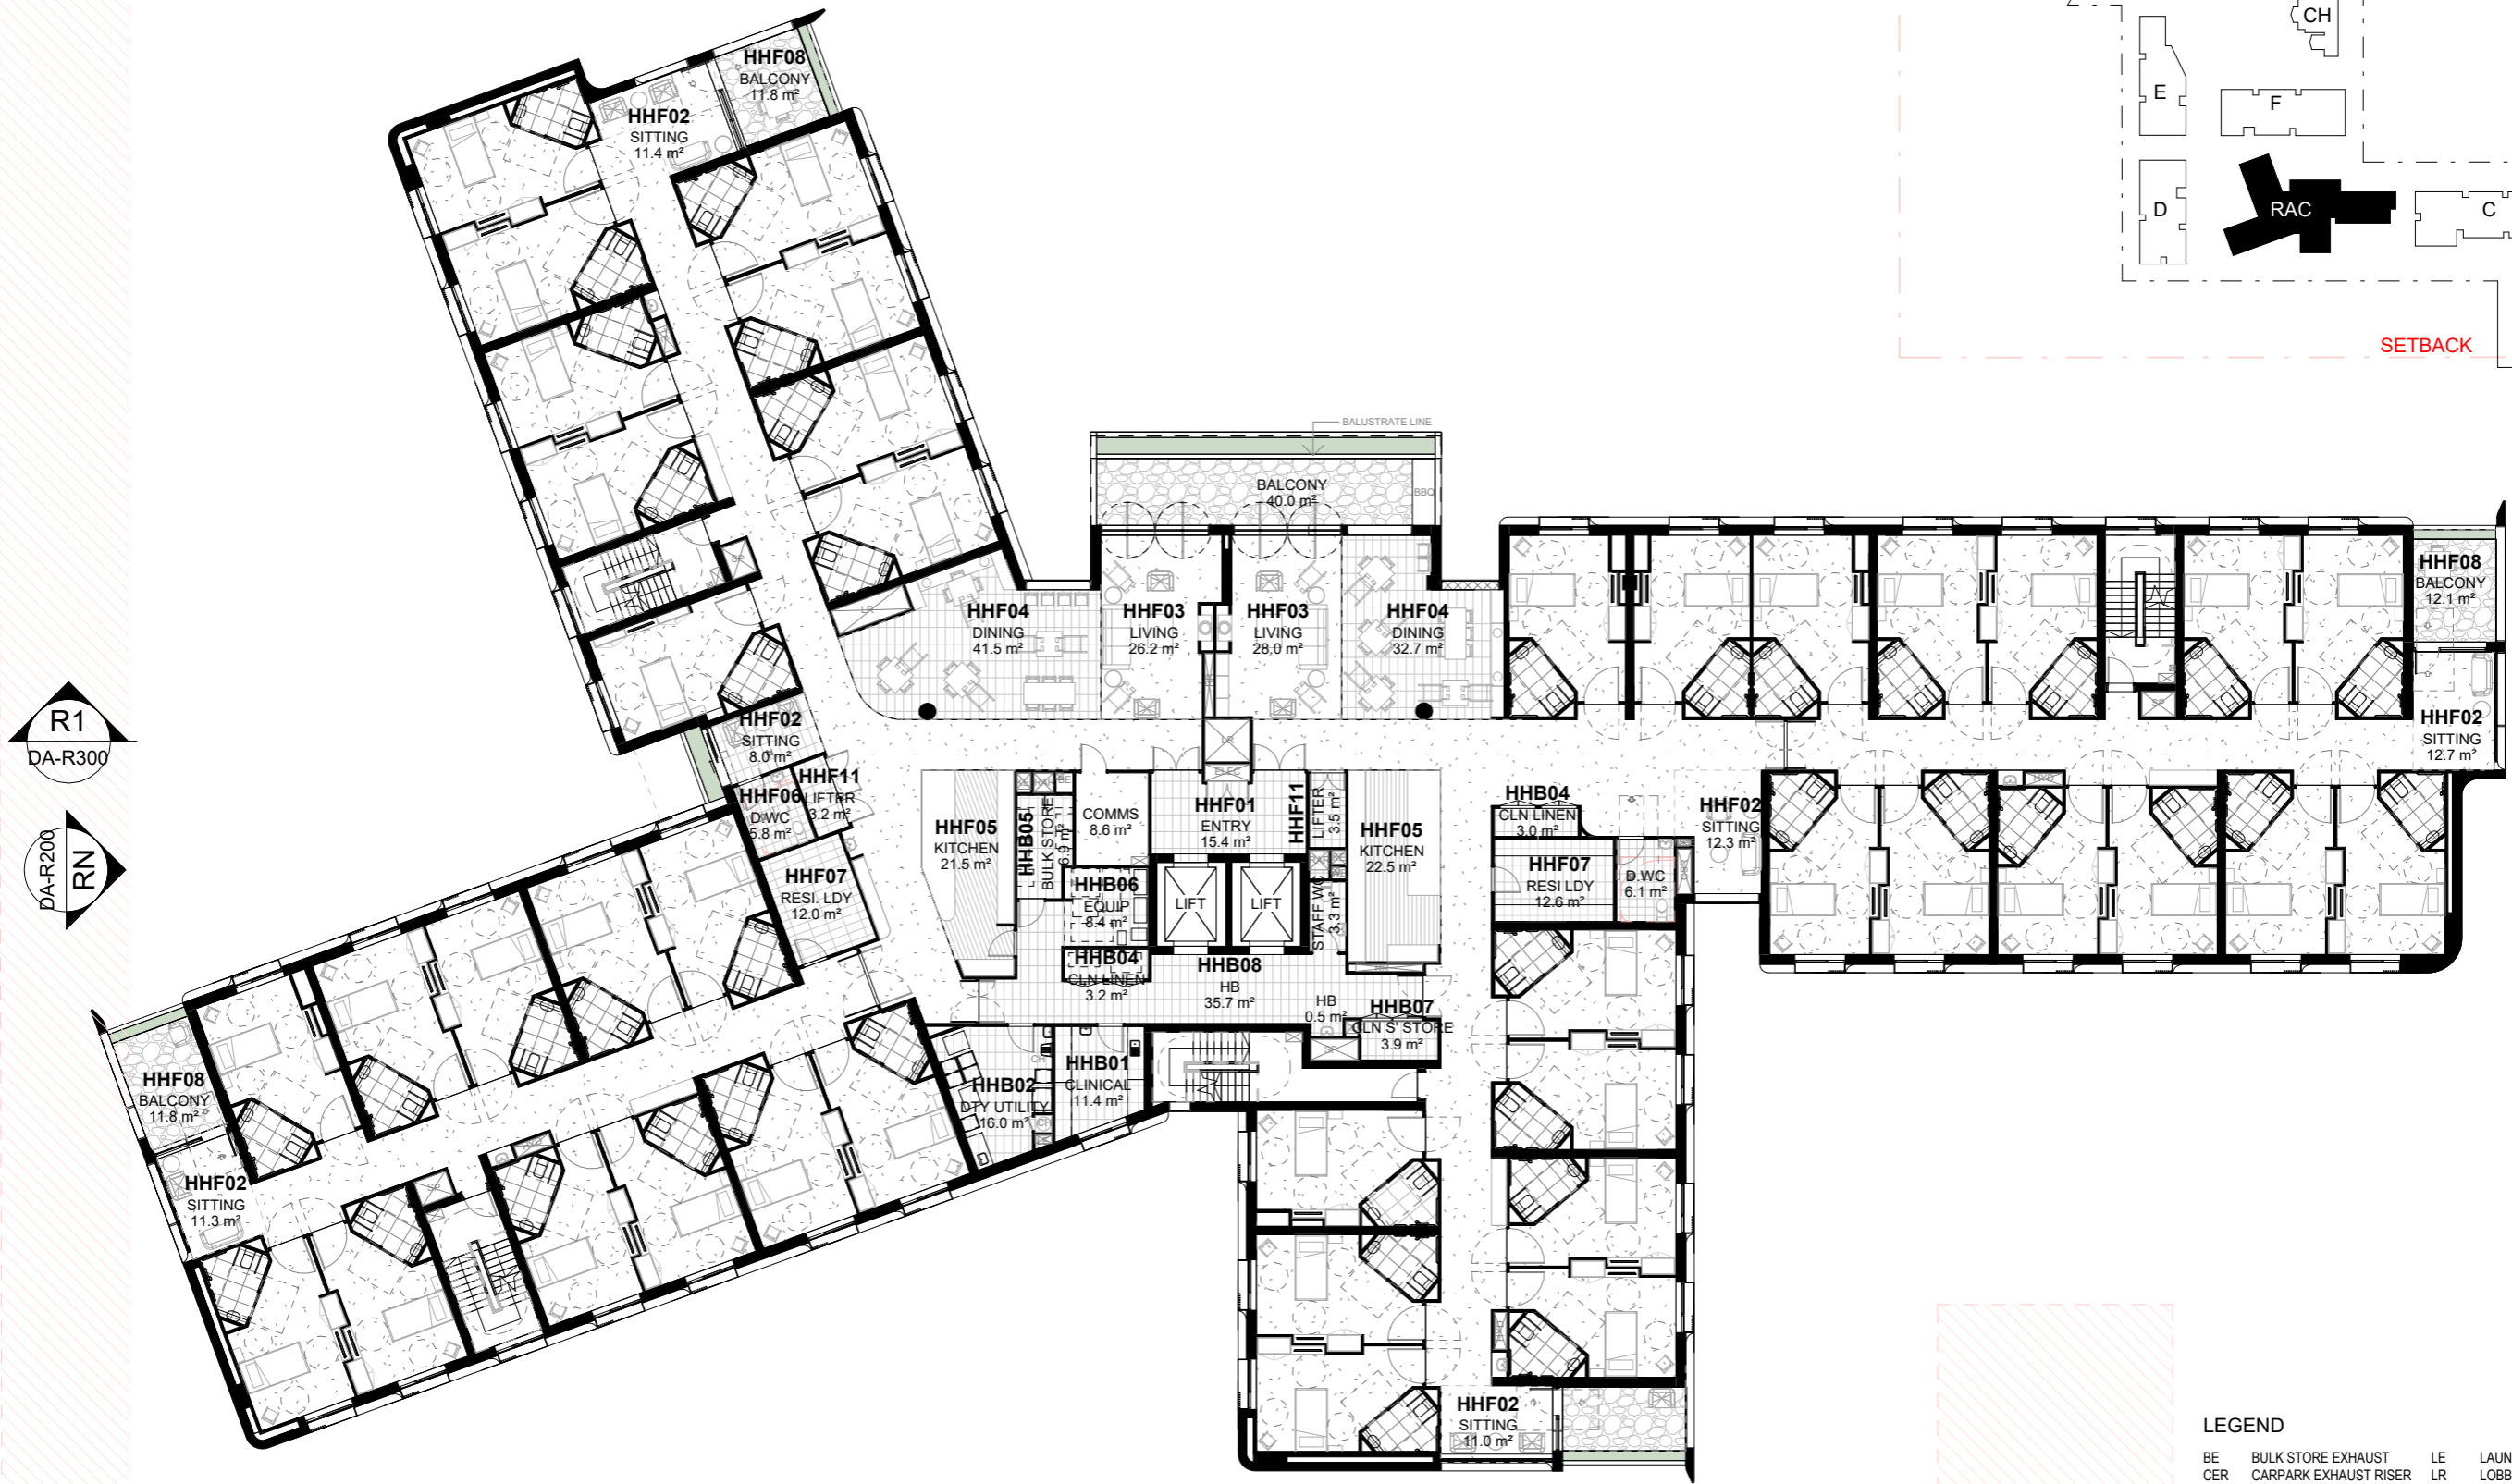 HHF08
BALCONY
11.8 m²
HHF02
SITTING
11.4 m²
CH
E
F
D
RAC
C
SETBACK
BALUSTRATE LINE
BALCONY
40.0 m²
BBQ
HHF04
DINING
41.5 m²
HHF03
LIVING
26.2 m²
HHF03
LIVING
28.0 m²
HHF04
DINING
32.7 m²
HHF08
BALCONY
12.1 m²
HHF02
SITTING
12.7 m²
LR
LR
ELEC
R1
DA-R300
DA-R200
RN
HHF02
SITTING
8.0 m²
HHF11
LIFTER
3.2 m²
HHF06
D.WC
5.8 m²
HHF07
RESI. LDY
12.0 m²
HHF05
KITCHEN
21.5 m²
HHB05
BULK STORE
6.9 m²
COMMS
8.6 m²
HHF01
ENTRY
15.4 m²
HHF11
LIFTER
3.5 m²
HHF05
KITCHEN
22.5 m²
HHB04
CLN LINEN
3.0 m²
HHF02
SITTING
12.3 m²
HHF07
RESI LDY
12.6 m²
D.WC
6.1 m²
HHB06
EQUIP
8.4 m²
LIFT
LIFT
STAFF WC
3.3 m²
HHB04
CLN LINEN
3.2 m²
HHB08
HB
35.7 m²
HB
0.5 m²
HHB07
CLN S' STORE
3.9 m²
HHB02
DTY UTILITY
16.0 m²
HHB01
CLINICAL
11.4 m²
HHF08
BALCONY
11.8 m²
HHF02
SITTING
11.3 m²
HHF02
SITTING
11.0 m²
LEGEND
BE BULK STORE EXHAUST LE LAUN
CER CARPARK EXHAUST RISER LR LOBB